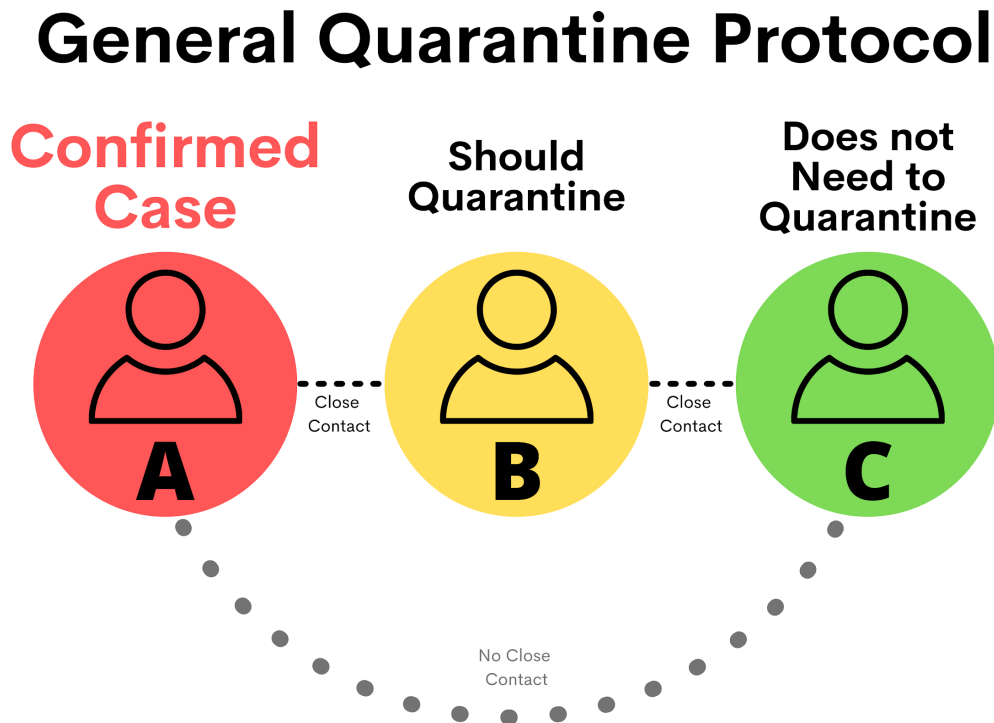 General Quarantine Protocol
Confirmed
Case
Should
Quarantine
Does not
Need to
Quarantine
Close
Contact
Close
Contact
A
B
C
No Close
Contact